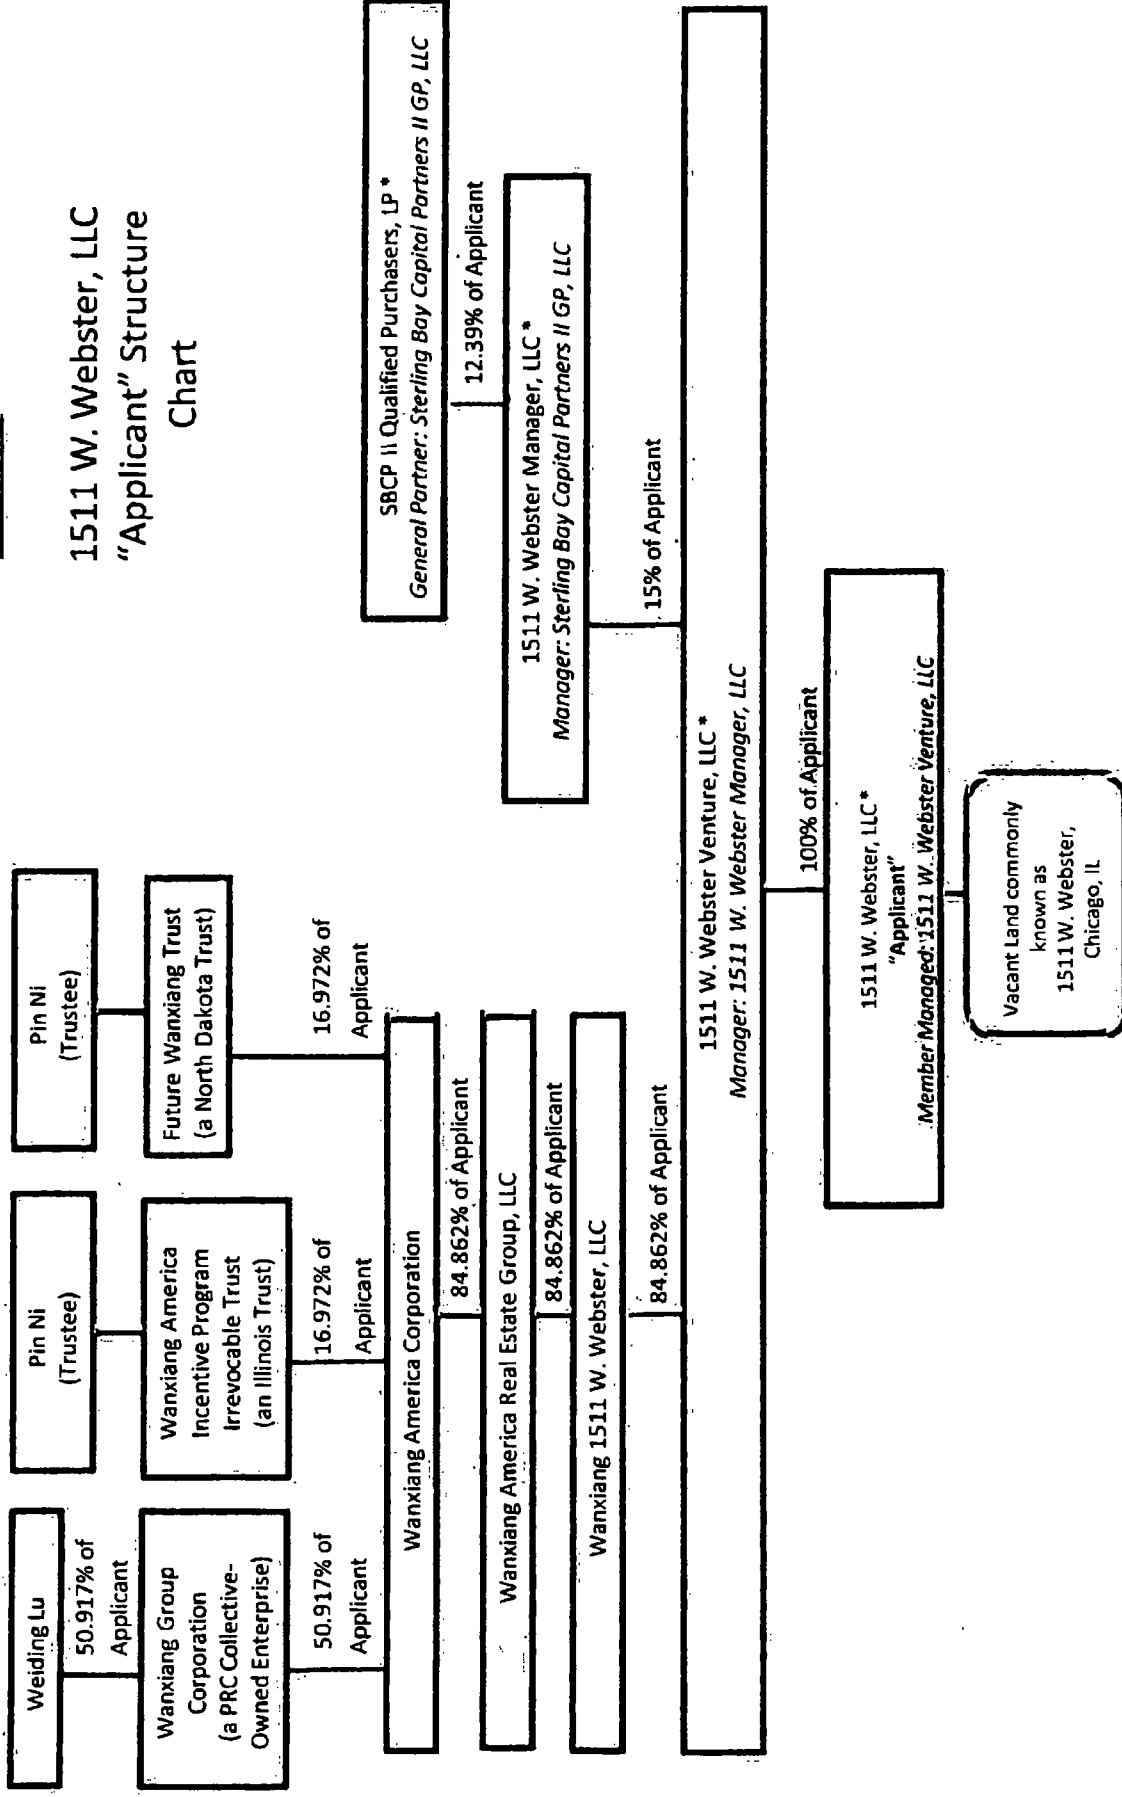 1511 W. Webster, LLC
"Applicant" Structure
Chart
Weiding Lu
50.917% of
Applicant
Wanxiang Group
Corporation
(a PRC Collective-
Owned Enterprise)
50.917% of
Applicant
Pin Ni
(Trustee)
Wanxiang America
Incentive Program
Irrevocable Trust
(an Illinois Trust)
16.972% of
Applicant
Pin Ni
(Trustee)
Future Wanxiang Trust
(a North Dakota Trust)
16.972% of
Applicant
Wanxiang America Corporation
84.862% of Applicant
Wanxiang America Real Estate Group, LLC
84.862% of Applicant
Wanxiang 1511 W. Webster, LLC
84.862% of Applicant
SBCP II Qualified Purchasers, LP *
General Partner: Sterling Bay Capital Partners II GP, LLC
12.39% of Applicant
1511 W. Webster Manager, LLC *
Manager: Sterling Bay Capital Partners II GP, LLC
15% of Applicant
1511 W. Webster Venture, LLC *
Manager: 1511 W. Webster Manager, LLC
100% of Applicant
1511 W. Webster, LLC *
"Applicant"
Member Managed: 1511 W. Webster Venture, LLC
Vacant Land commonly
known as
1511 W. Webster,
Chicago, IL